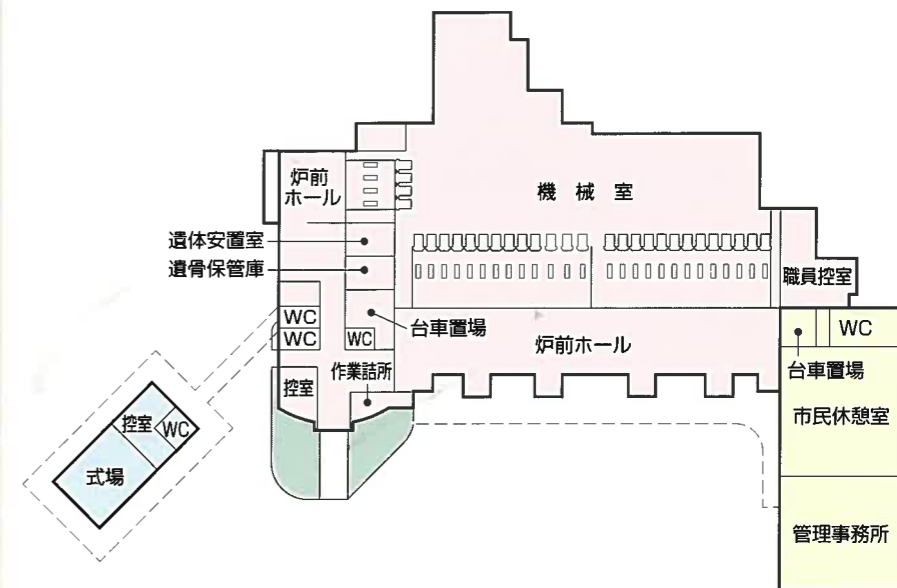 炉前
ホール
機 械 室
遺体安置室
遺骨保管庫
職員控室
WC
WC
WC
台車置場
炉前ホール
WC
台車置場
控室
作業詰所
市民休憩室
控室
WC
式場
管理事務所